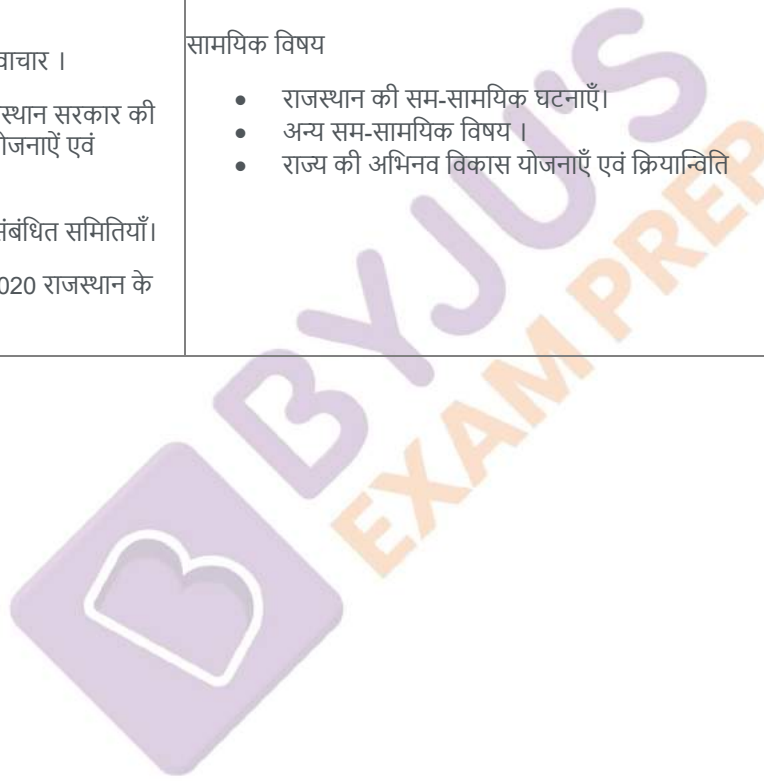 वाचार ।
स्थान सरकार की
ोजनाऐं एवं
संबंधित समितियाँ।
020 राजस्थान के
सामयिक विषय
• राजस्थान की सम-सामयिक घटनाएँ।
• अन्य सम-सामयिक विषय ।
• राज्य की अभिनव विकास योजनाएँ एवं क्रियान्विति
BYJU'S
EXAM PREP